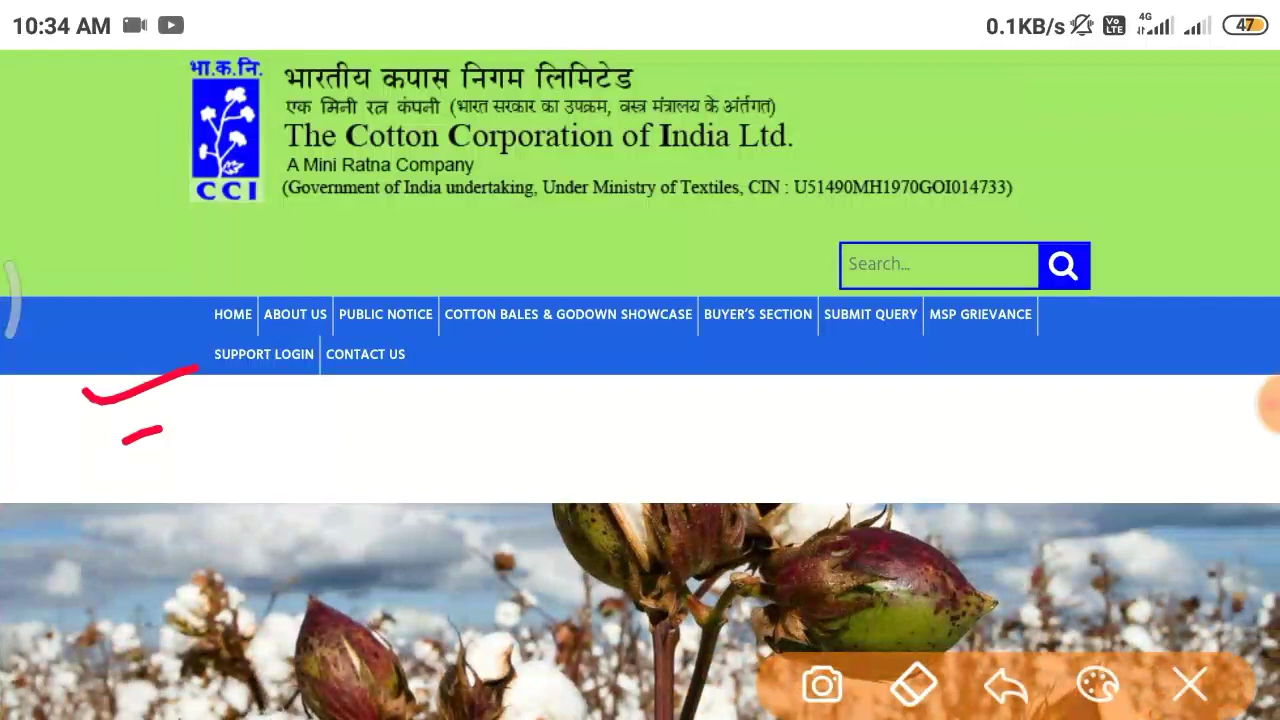 10:34 AM
0.1KB/s
Vo LTE
4G
47
भा.क.नि.
CCI
भारतीय कपास निगम लिमिटेड
एक मिनी रत्न कंपनी (भारत सरकार का उपक्रम, वस्त्र मंत्रालय के अंर्तगत)
The Cotton Corporation of India Ltd.
A Mini Ratna Company
(Government of India undertaking, Under Ministry of Textiles, CIN : U51490MH1970GOI014733)
Search...
HOME ABOUT US PUBLIC NOTICE COTTON BALES & GODOWN SHOWCASE BUYER'S SECTION SUBMIT QUERY MSP GRIEVANCE
SUPPORT LOGIN CONTACT US